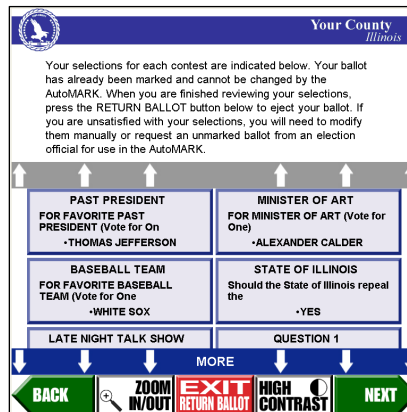 Your County
Illinois
Your selections for each contest are indicated below. Your ballot
has already been marked and cannot be changed by the
AutoMARK. When you are finished reviewing your selections,
press the RETURN BALLOT button below to eject your ballot. If
you are unsatisfied with your selections, you will need to modify
them manually or request an unmarked ballot from an election
official for use in the AutoMARK.
PAST PRESIDENT
FOR FAVORITE PAST
PRESIDENT (Vote for On
•THOMAS JEFFERSON
MINISTER OF ART
FOR MINISTER OF ART (Vote for
One)
•ALEXANDER CALDER
BASEBALL TEAM
FOR FAVORITE BASEBALL
TEAM (Vote for One
•WHITE SOX
STATE OF ILLINOIS
Should the State of Illinois repeal
the
•YES
LATE NIGHT TALK SHOW
QUESTION 1
MORE
BACK
ZOOM
IN/OUT
EXIT
RETURN BALLOT
HIGH
CONTRAST
NEXT